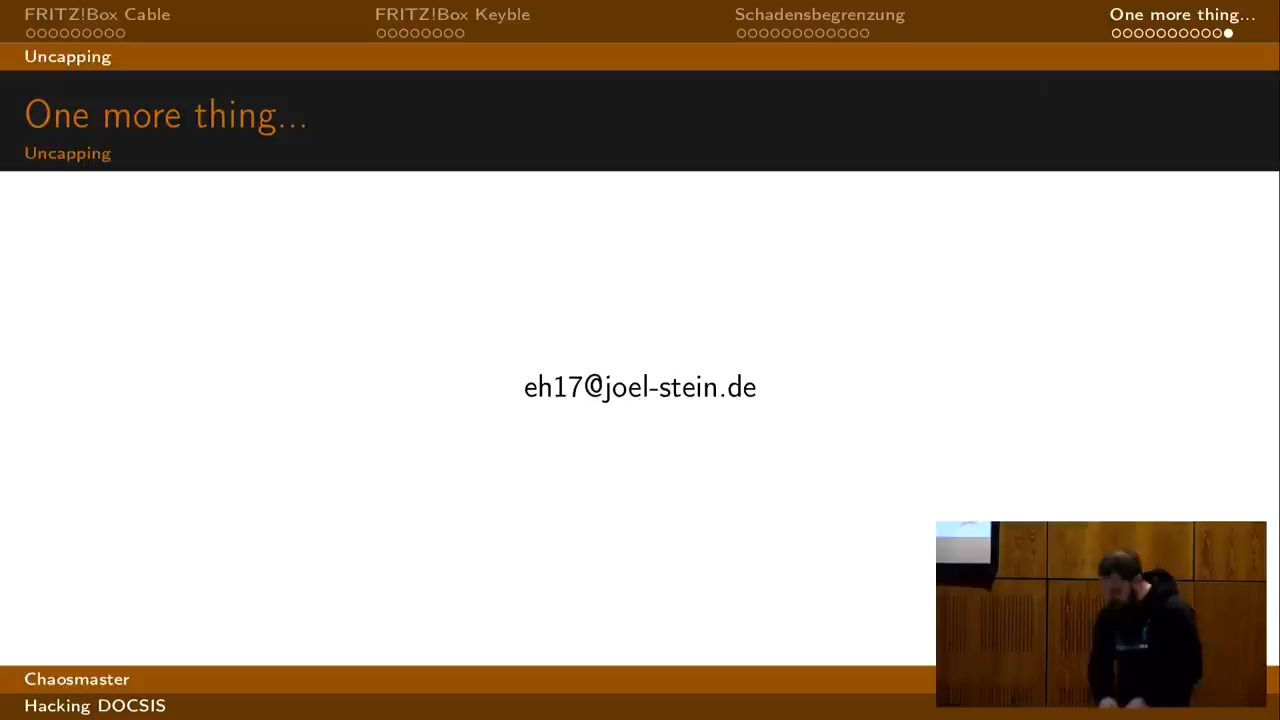 FRITZ!Box Cable
FRITZ!Box Keyble
Schadensbegrenzung
One more thing...
Uncapping
One more thing...
Uncapping
eh17@joel-stein.de
Chaosmaster
Hacking DOCSIS